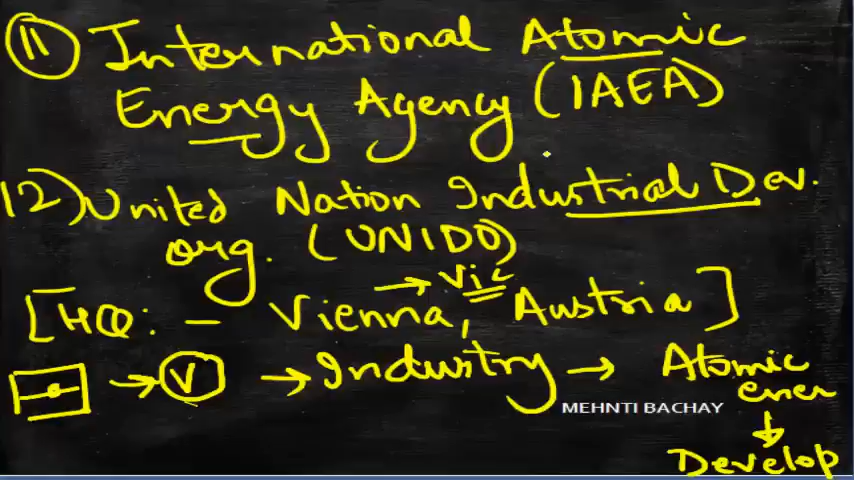 11 International Atomic
Energy Agency (IAEA)
12) United Nation Industrial Dev.
org. (UNIDO)
→ Vic
[HQ: - Vienna, Austria]
→ V → Industry → Atomic
ener
MEHNTI BACHAY
Develop